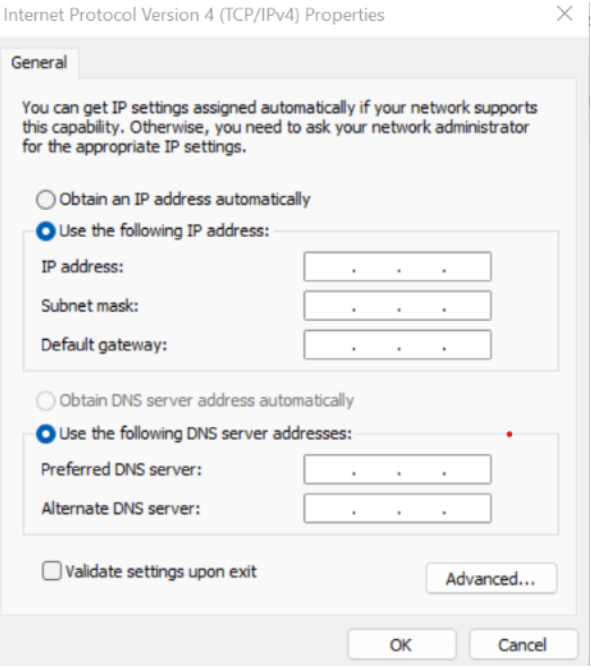 Internet Protocol Version 4 (TCP/IPv4) Properties
General
You can get IP settings assigned automatically if your network supports
this capability. Otherwise, you need to ask your network administrator
for the appropriate IP settings.
Obtain an IP address automatically
Use the following IP address:
IP address:
. . .
Subnet mask:
. . .
Default gateway:
. . .
Obtain DNS server address automatically
Use the following DNS server addresses:
Preferred DNS server:
. . .
Alternate DNS server:
. . .
Validate settings upon exit
Advanced...
OK
Cancel